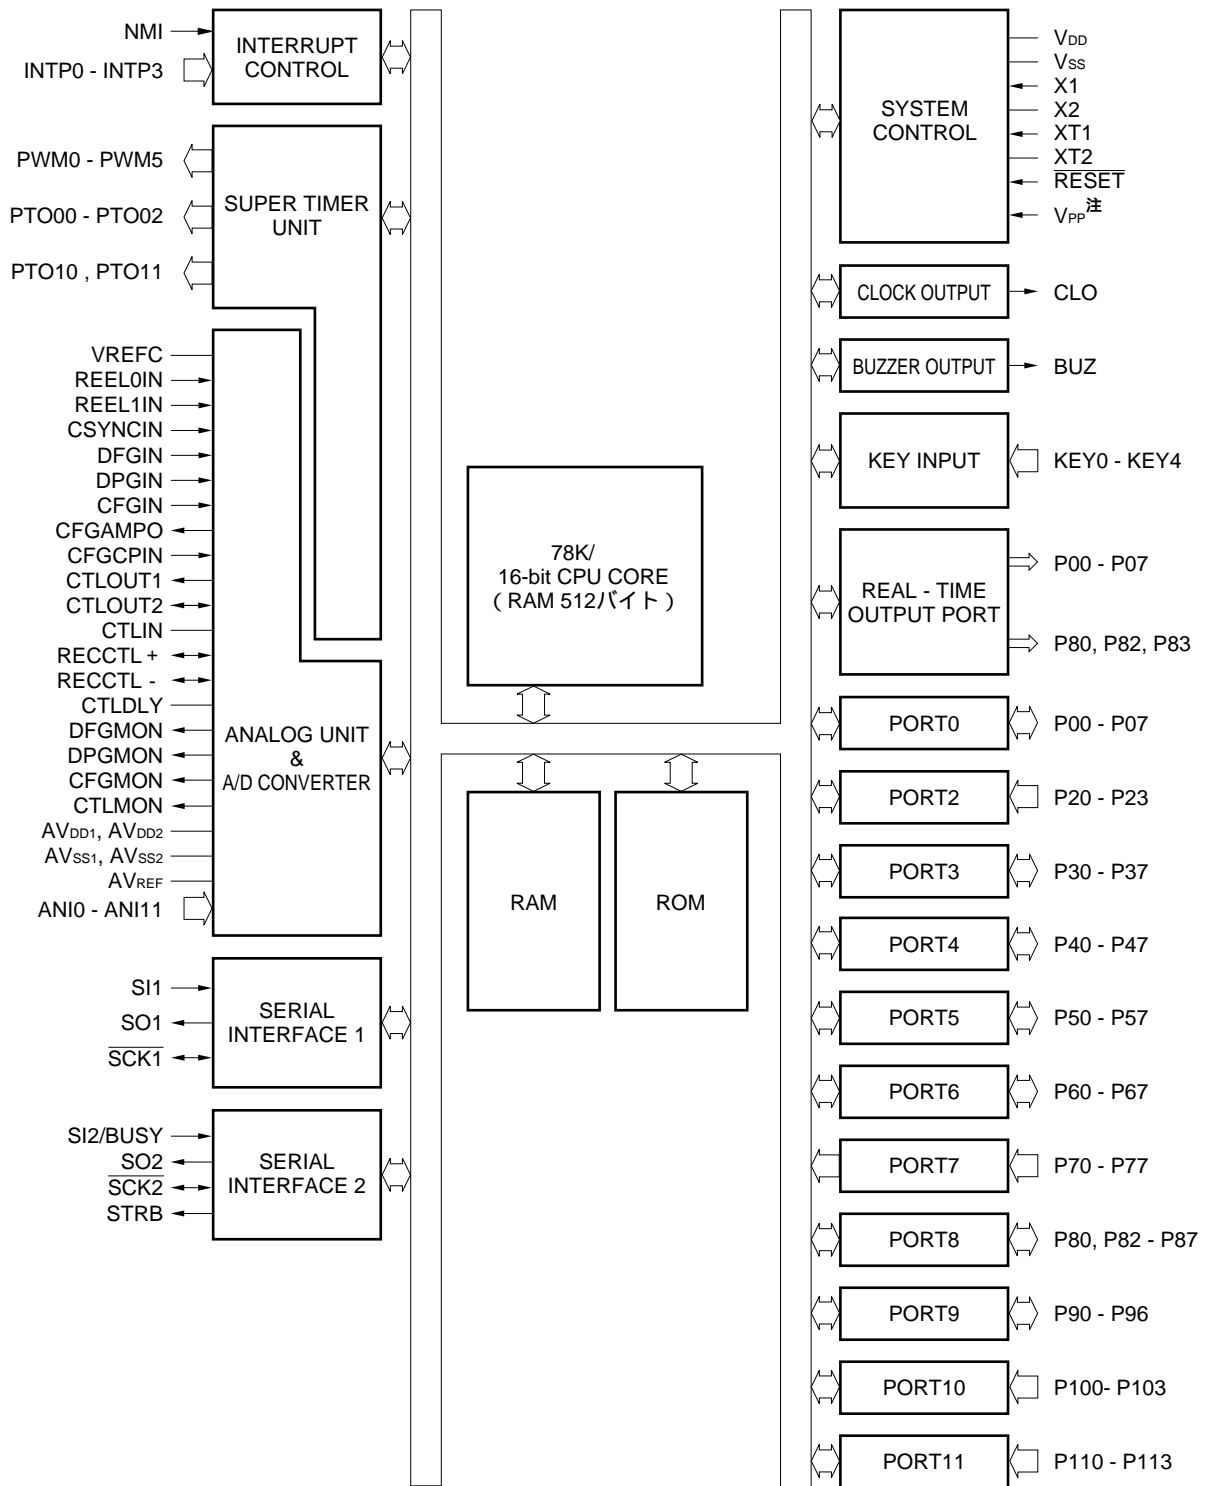 NMI
INTP0 - INTP3
INTERRUPT
CONTROL
PWM0 - PWM5
PTO00 - PTO02
PTO10 , PTO11
SUPER TIMER
UNIT
VREFC
REEL0IN
REEL1IN
CSYNCIN
DFGIN
DPGIN
CFGIN
CFGAMPO
CFGCPIN
CTLOUT1
CTLOUT2
CTLIN
RECCTL +
RECCTL -
CTLDLY
DFGMON
DPGMON
CFGMON
CTLMON
AVDD1, AVDD2
AVSS1, AVSS2
AVREF
ANI0 - ANI11
ANALOG UNIT
&
A/D CONVERTER
SI1
SO1
SCK1
SERIAL
INTERFACE 1
SI2/BUSY
SO2
SCK2
STRB
SERIAL
INTERFACE 2
78K/
16-bit CPU CORE
( RAM 512バイト )
RAM
ROM
SYSTEM
CONTROL
VDD
VSS
X1
X2
XT1
XT2
RESET
VPP注
CLOCK OUTPUT
CLO
BUZZER OUTPUT
BUZ
KEY INPUT
KEY0 - KEY4
REAL - TIME
OUTPUT PORT
P00 - P07
P80, P82, P83
PORT0
P00 - P07
PORT2
P20 - P23
PORT3
P30 - P37
PORT4
P40 - P47
PORT5
P50 - P57
PORT6
P60 - P67
PORT7
P70 - P77
PORT8
P80, P82 - P87
PORT9
P90 - P96
PORT10
P100- P103
PORT11
P110 - P113